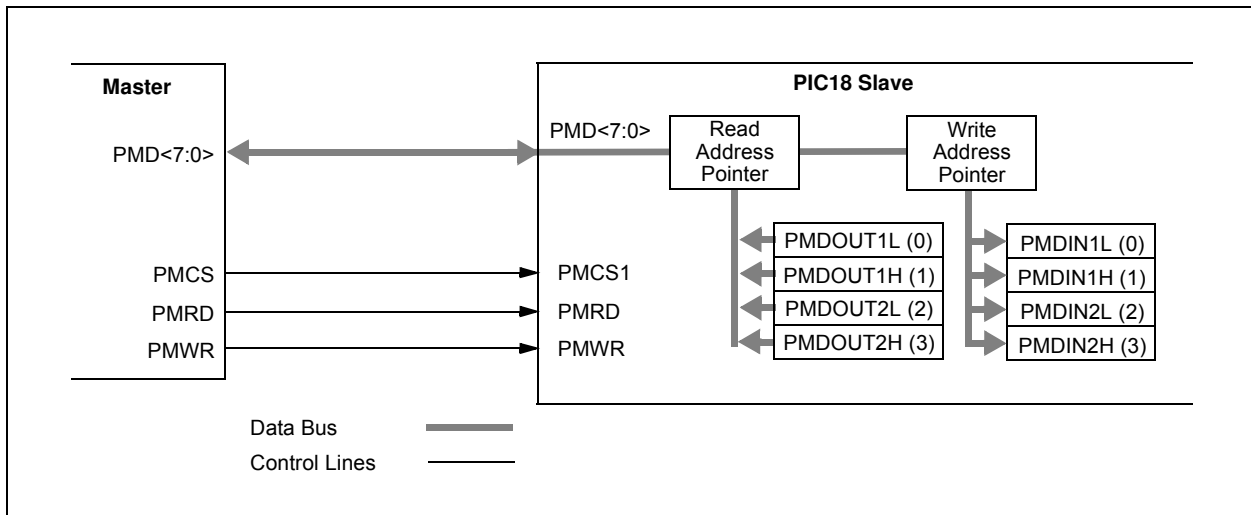 Master
PIC18 Slave
PMD<7:0>
PMD<7:0>
Read
Address
Pointer
Write
Address
Pointer
PMDOUT1L (0)
PMDIN1L (0)
PMCS
PMCS1
PMDOUT1H (1)
PMDIN1H (1)
PMRD
PMRD
PMDOUT2L (2)
PMDIN2L (2)
PMWR
PMWR
PMDOUT2H (3)
PMDIN2H (3)
Data Bus
Control Lines